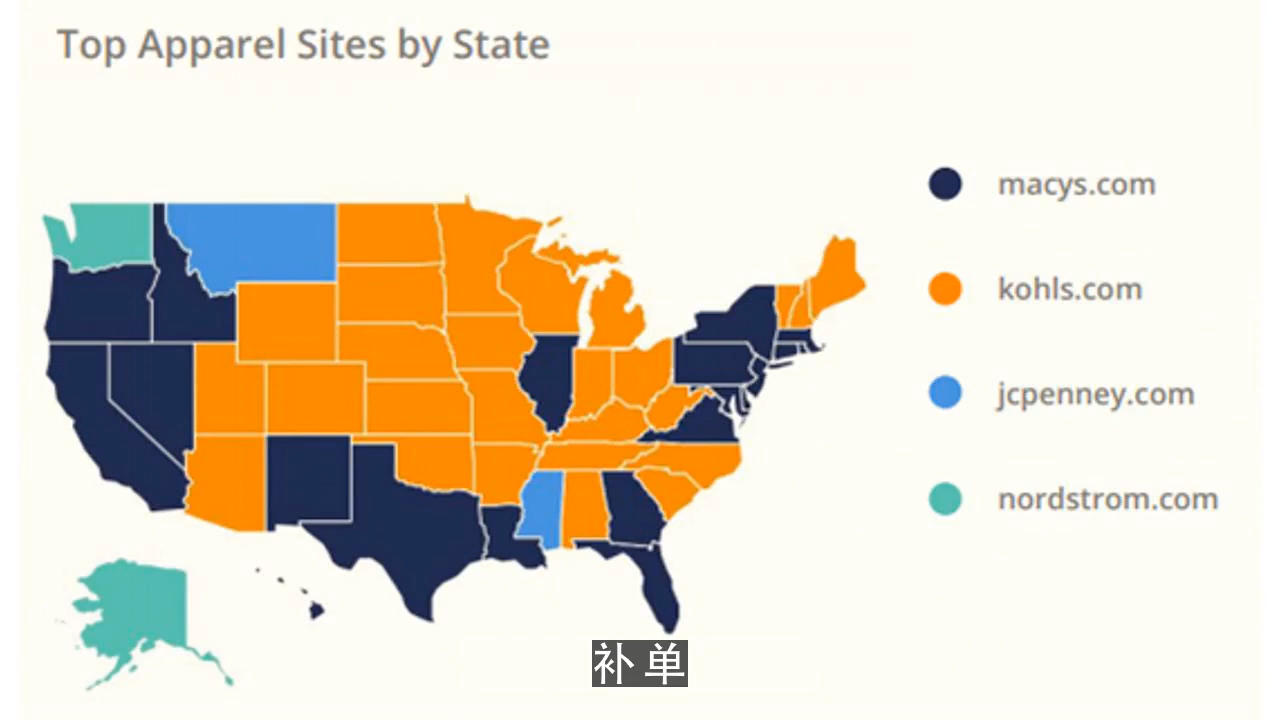 Top Apparel Sites by State
macys.com
kohls.com
jcpenney.com
nordstrom.com
补单